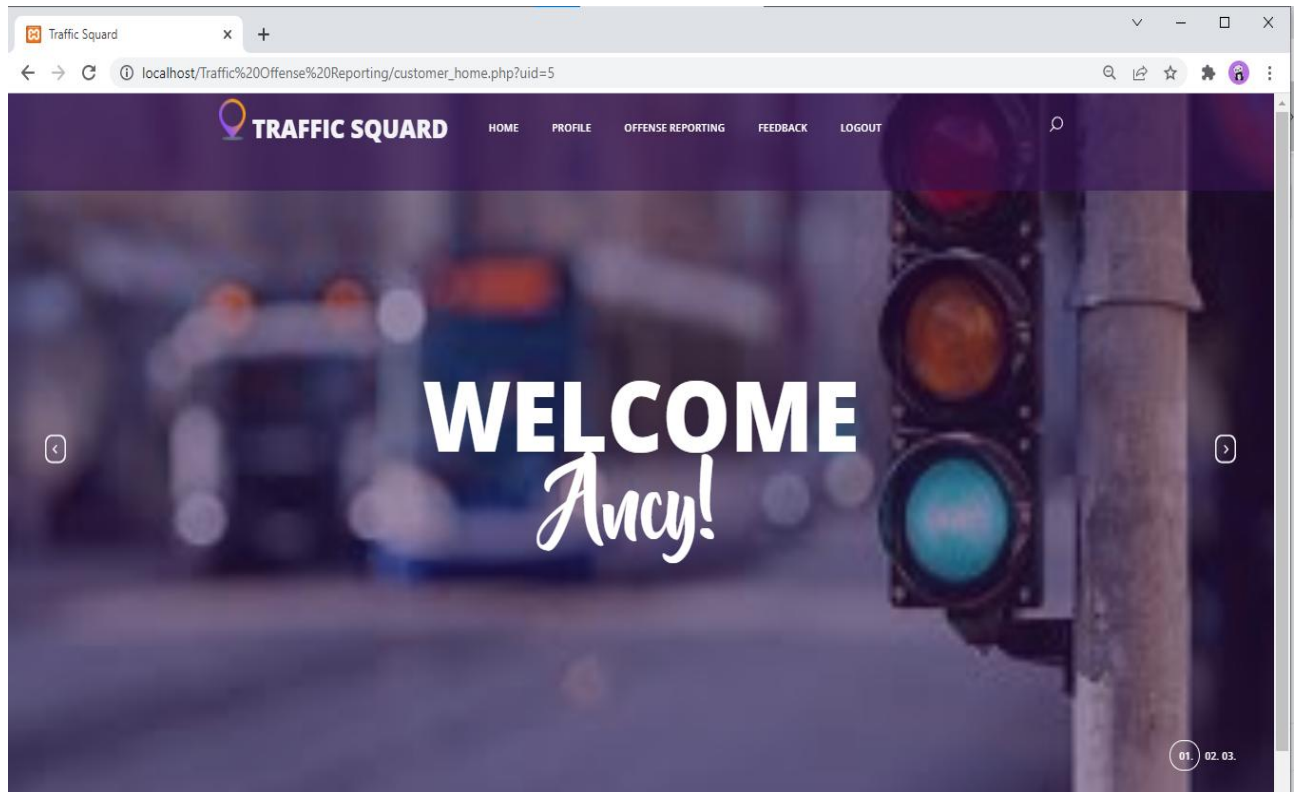 Traffic Squard
localhost/Traffic%20Offense%20Reporting/customer_home.php?uid=5
TRAFFIC SQUARD HOME PROFILE OFFENSE REPORTING FEEDBACK LOGOUT
WELCOME
Ancy!
01. 02. 03.